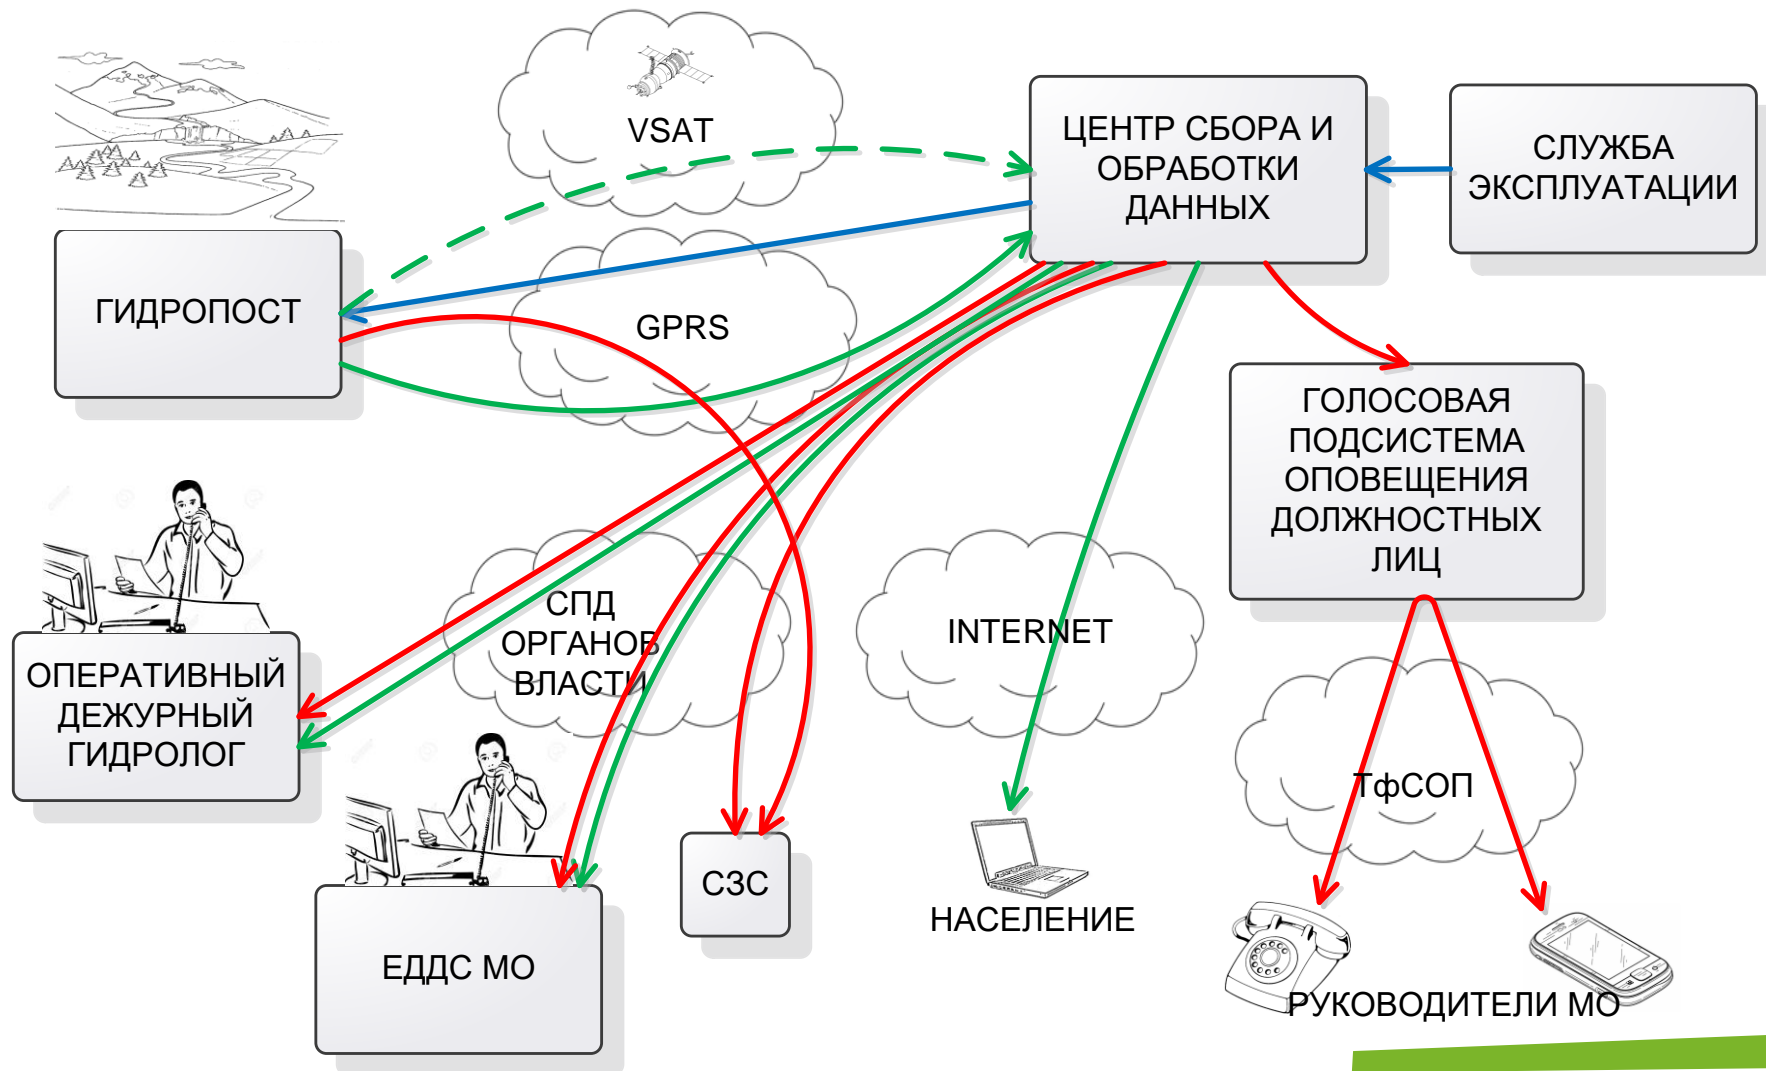 VSAT
ЦЕНТР СБОРА И
ОБРАБОТКИ
ДАННЫХ
СЛУЖБА
ЭКСПЛУАТАЦИИ
ГИДРОПОСТ
GPRS
ГОЛОСОВАЯ
ПОДСИСТЕМА
ОПОВЕЩЕНИЯ
ДОЛЖНОСТНЫХ
ЛИЦ
СПД
ОРГАНОВ
ВЛАСТИ
INTERNET
ОПЕРАТИВНЫЙ
ДЕЖУРНЫЙ
ГИДРОЛОГ
ТфСОП
СЗС
НАСЕЛЕНИЕ
ЕДДС МО
РУКОВОДИТЕЛИ МО